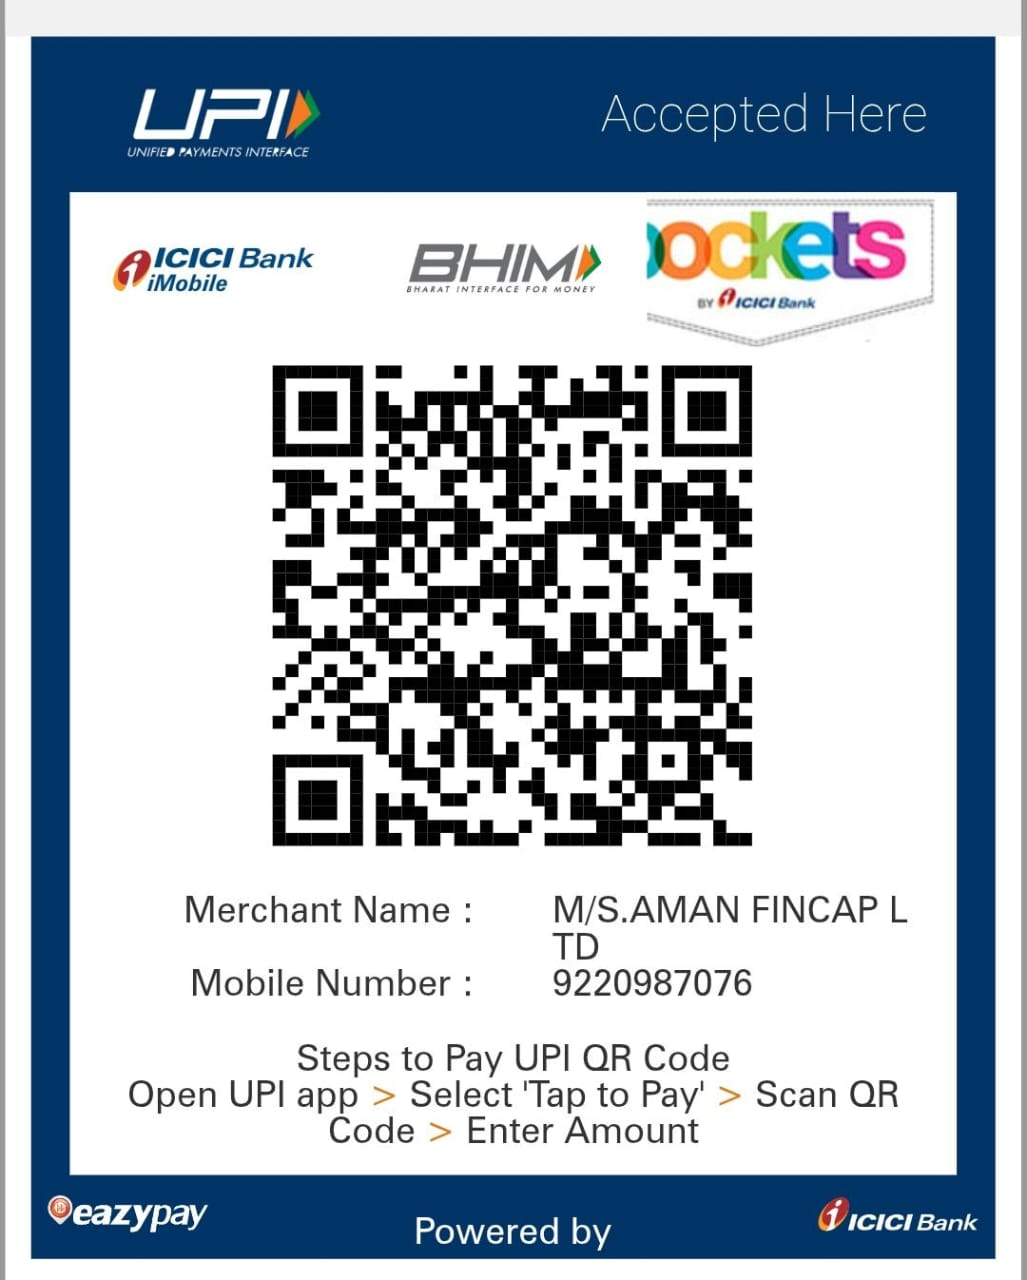 UPI
UNIFIED PAYMENTS INTERFACE
Accepted Here
ICICI Bank
iMobile
BHIM
BHARAT INTERFACE FOR MONEY
pockets
BY ICICI Bank
Merchant Name : M/S.AMAN FINCAP L
TD
Mobile Number : 9220987076
Steps to Pay UPI QR Code
Open UPI app > Select 'Tap to Pay' > Scan QR
Code > Enter Amount
eazypay
Powered by
ICICI Bank